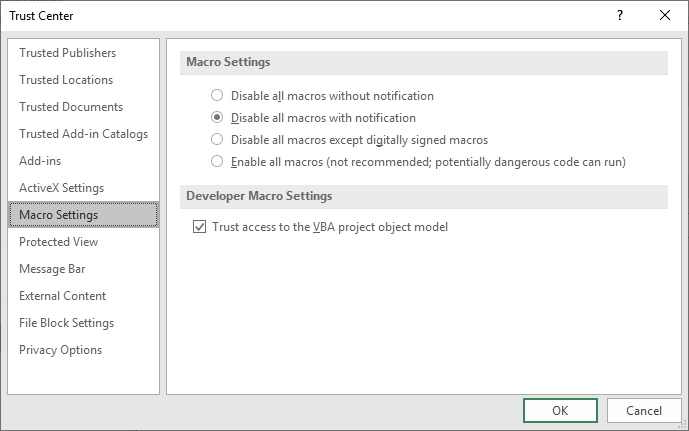 Trust Center
?
Trusted Publishers
Trusted Locations
Trusted Documents
Trusted Add-in Catalogs
Add-ins
ActiveX Settings
Macro Settings
Protected View
Message Bar
External Content
File Block Settings
Privacy Options
Macro Settings
Disable all macros without notification
Disable all macros with notification
Disable all macros except digitally signed macros
Enable all macros (not recommended; potentially dangerous code can run)
Developer Macro Settings
Trust access to the VBA project object model
OK
Cancel